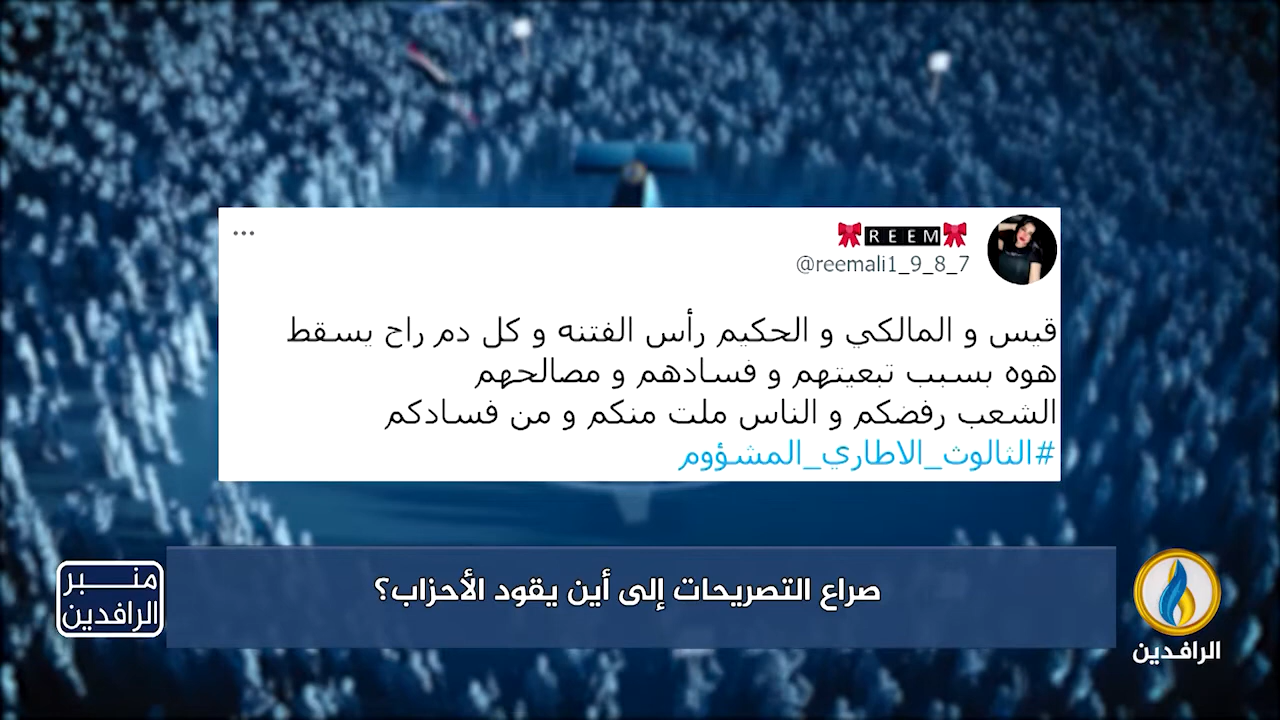 🎀REEM🎀
@reemali1_9_8_7
قيس و المالكي و الحكيم رأس الفتنه و كل دم راح يسقط
هوه بسبب تبعيتهم و فسادهم و مصالحهم
الشعب رفضكم و الناس ملت منكم و من فسادكم
#الثالوث_الاطاري_المشؤوم
صراع التصريحات إلى أين يقود الأحزاب؟
منبر
الرافدين
الرافدين